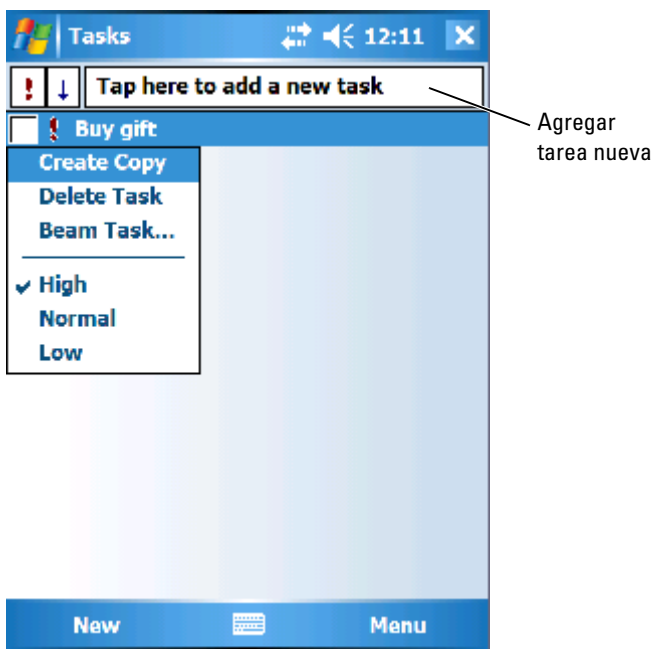 Tasks 12:11
Tap here to add a new task
Buy gift
Create Copy
Delete Task
Beam Task...
High
Normal
Low
New Menu
Agregar
tarea nueva